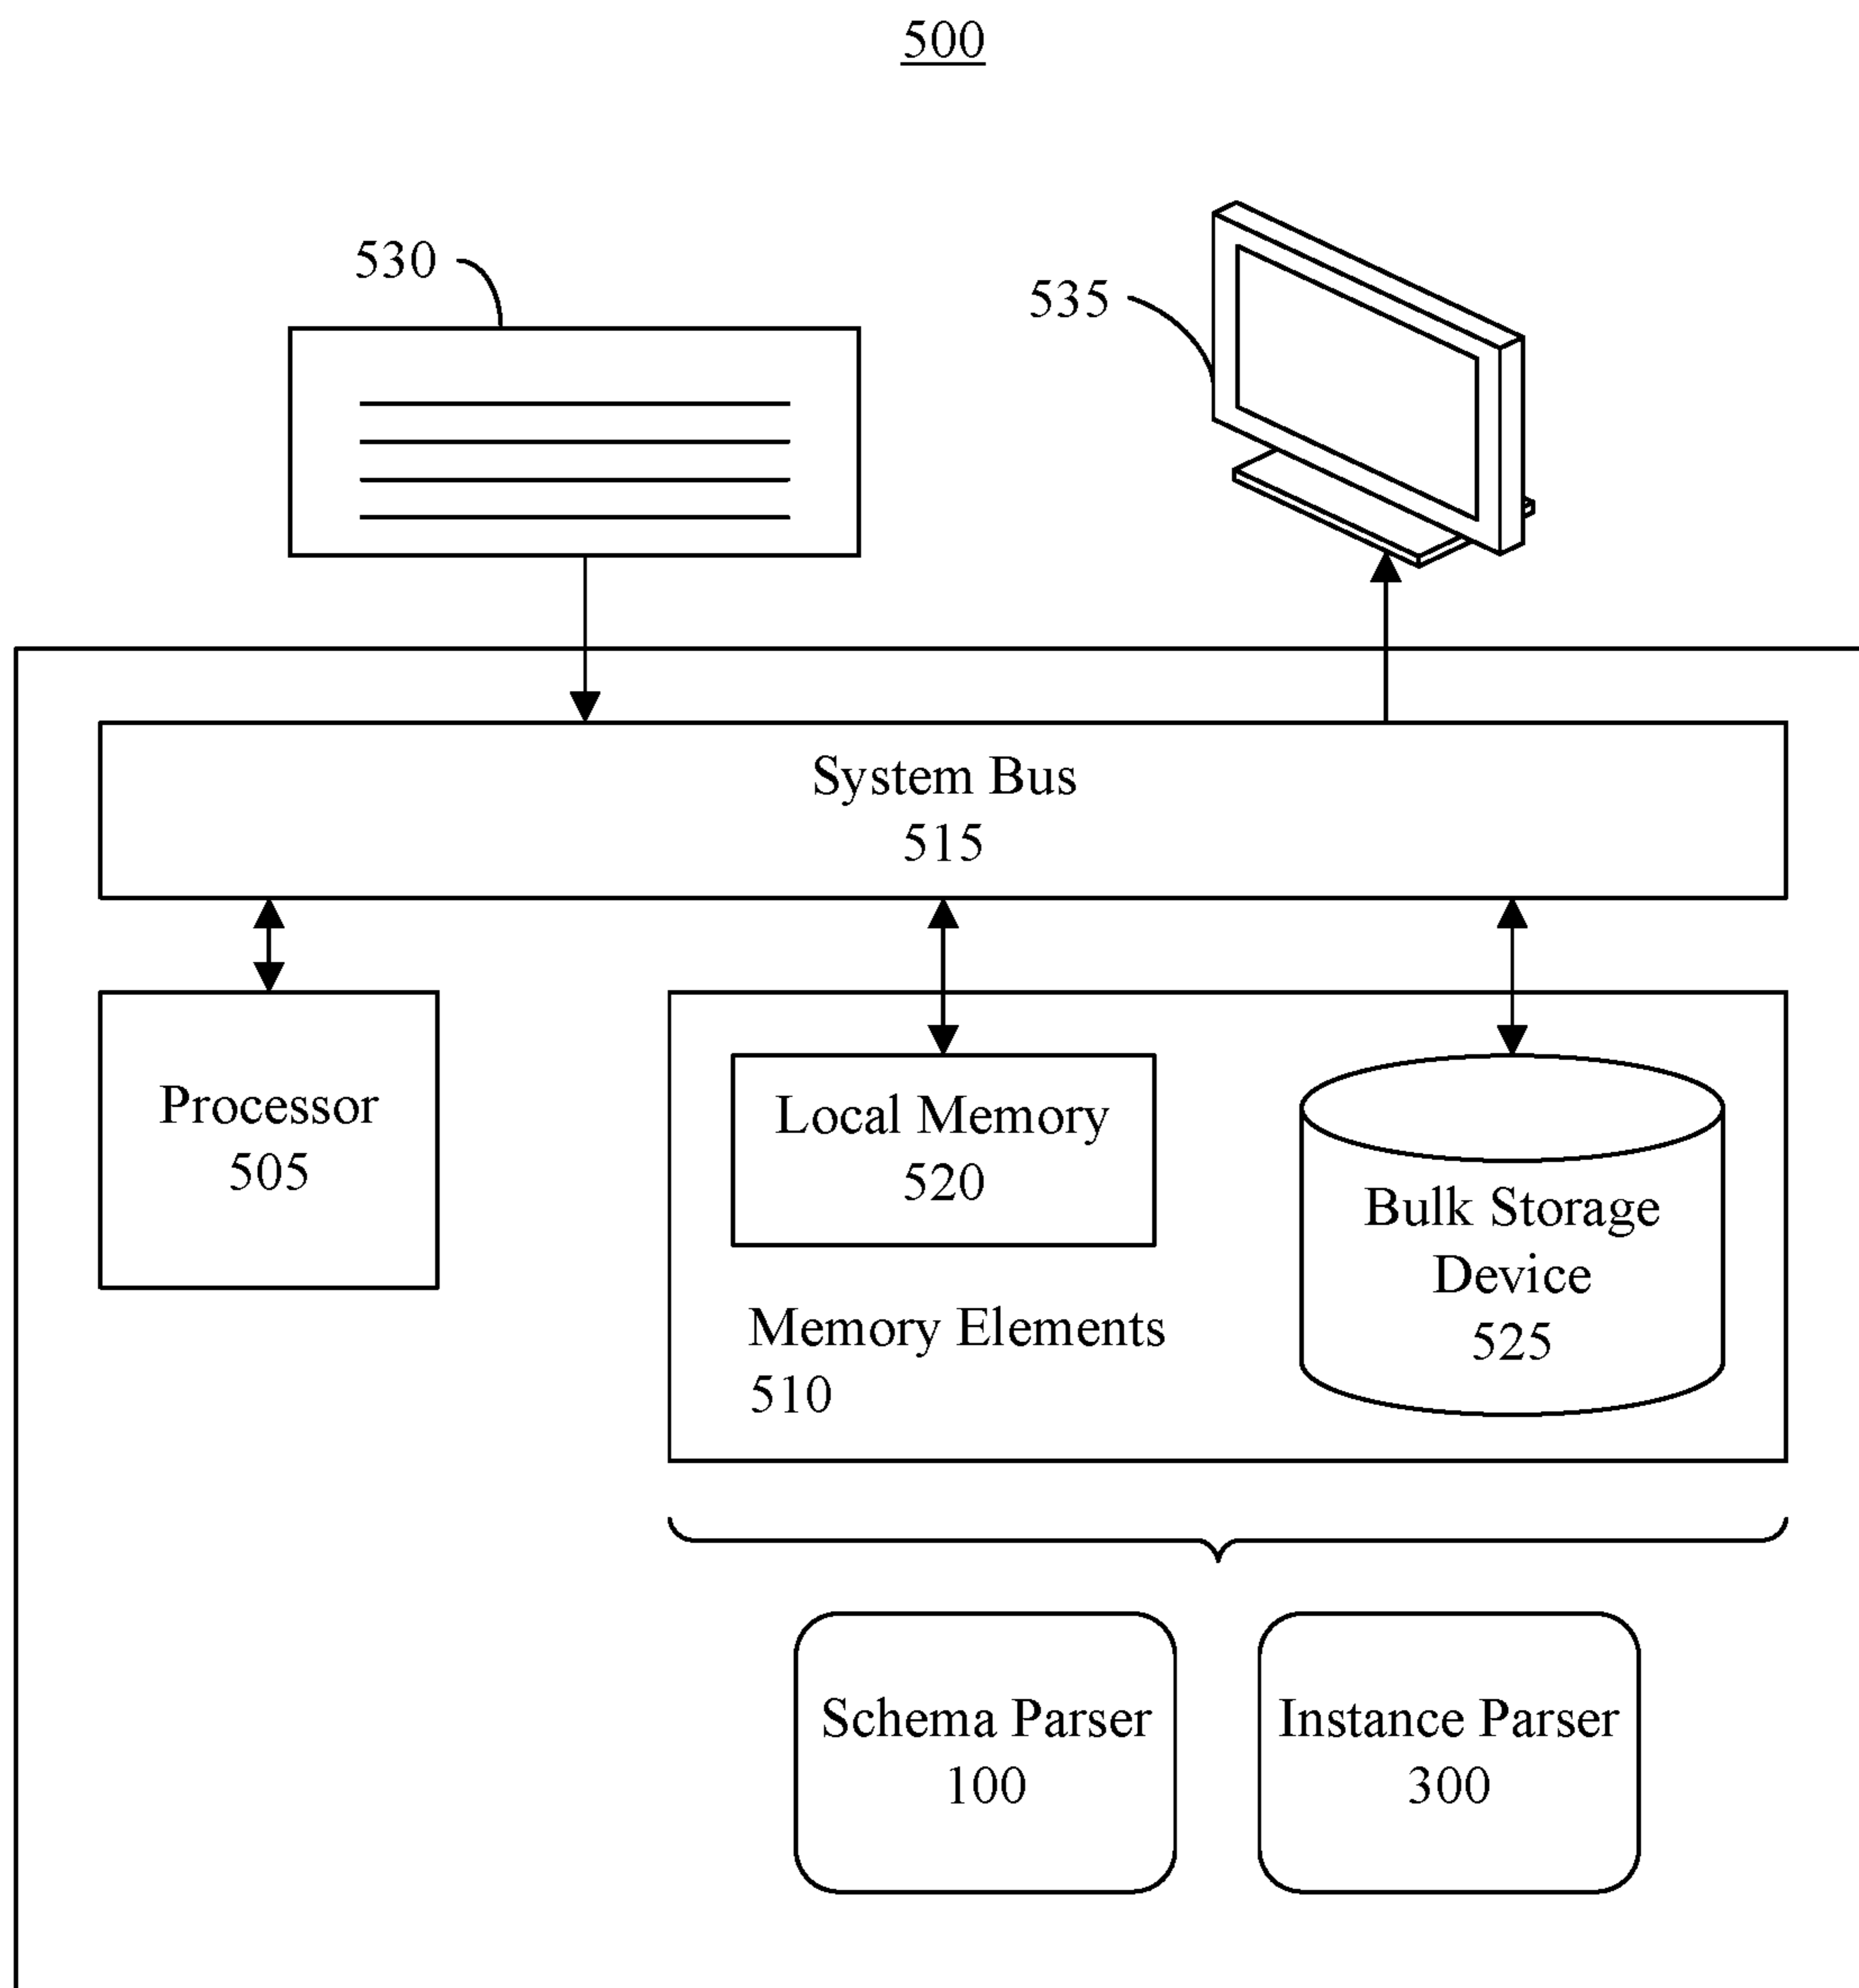 500
530
535
System Bus
515
Processor
505
Local Memory
520
Bulk Storage
Device
525
Memory Elements
510
Schema Parser
100
Instance Parser
300